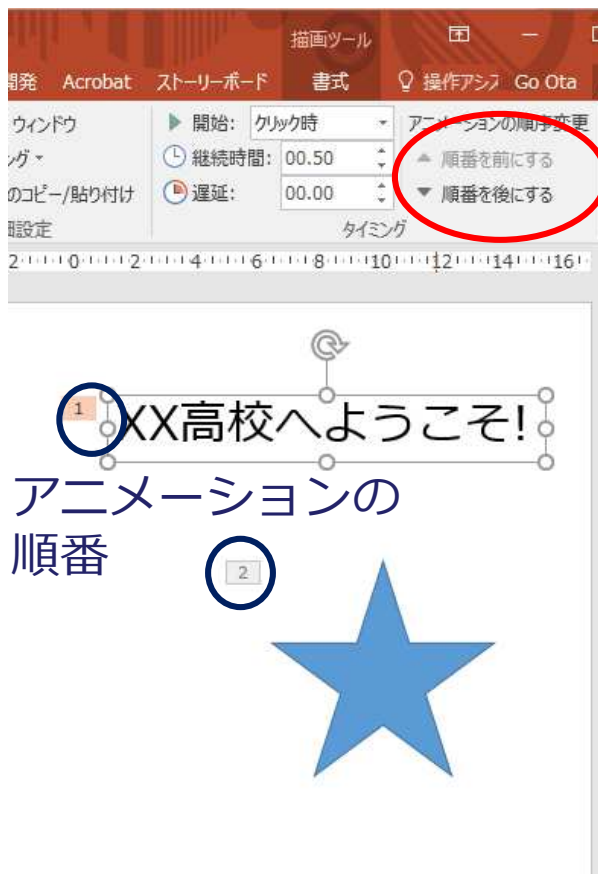 描画ツール
開発 Acrobat ストーリーボード 書式 操作アシス Go Ota
ウィンドウ 開始: クリック時 アニメーションの順序変更
継続時間: 00.50 順番を前にする
のコピー/貼り付け 遅延: 00.00 順番を後にする
細設定 タイミング
2 0 2 4 6 8 10 12 14 16
1
XX高校へようこそ!
アニメーションの
順番
2